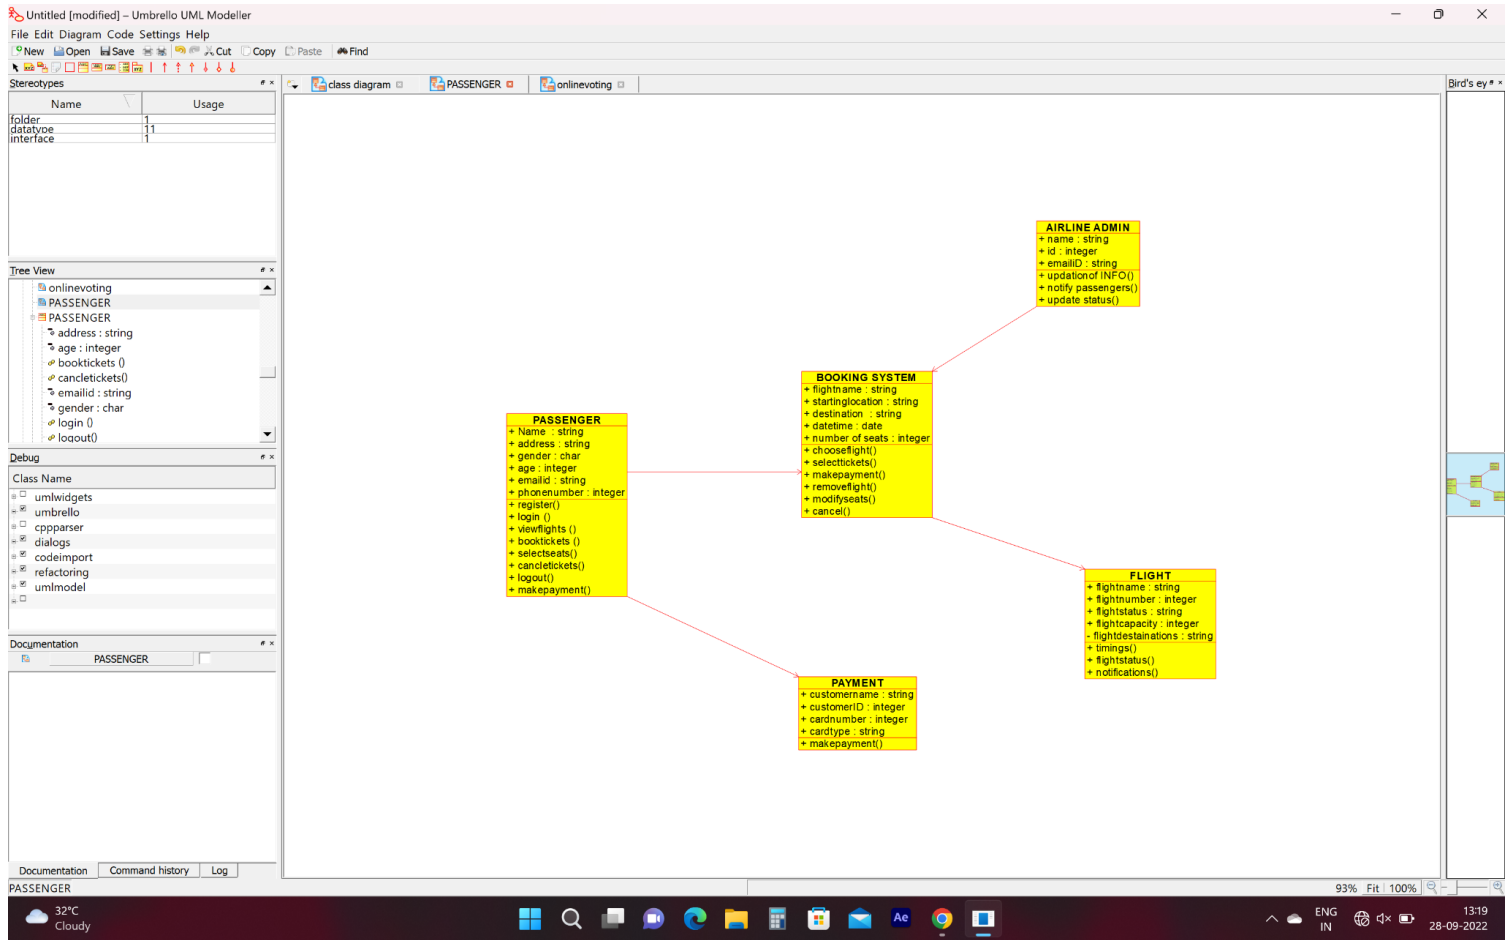 Untitled [modified] – Umbrello UML Modeller
File Edit Diagram Code Settings Help
New Open Save Cut Copy Paste Find
Stereotypes
Name Usage
folder 1
datatype 11
interface 1
Tree View
onlinevoting
PASSENGER
PASSENGER
address : string
age : integer
booktickets ()
cancletickets()
emailid : string
gender : char
login ()
logout()
Debug
Class Name
umlwidgets
umbrello
cppparser
dialogs
codeimport
refactoring
umlmodel
Documentation
PASSENGER
Documentation Command history Log
PASSENGER
class diagram PASSENGER onlinevoting
Bird's ey
AIRLINE ADMIN
+ name : string
+ id : integer
+ emailiD : string
+ updationof INFO()
+ notify passengers()
+ update status()
BOOKING SYSTEM
+ flightname : string
+ startinglocation : string
+ destination : string
+ datetime : date
+ number of seats : integer
+ chooseflight()
+ selecttickets()
+ makepayment()
+ removeflight()
+ modifyseats()
+ cancel()
PASSENGER
+ Name : string
+ address : string
+ gender : char
+ age : integer
+ emailid : string
+ phonenumber : integer
+ register()
+ login ()
+ viewflights ()
+ booktickets ()
+ selectseats()
+ cancletickets()
+ logout()
+ makepayment()
FLIGHT
+ flightname : string
+ flightnumber : integer
+ flightstatus : string
+ flightcapacity : integer
- flightdestainations : string
+ timings()
+ flightstatus()
+ notifications()
PAYMENT
+ customername : string
+ customerID : integer
+ cardnumber : integer
+ cardtype : string
+ makepayment()
93% Fit 100%
32°C
Cloudy
Ae
ENG
IN
13:19
28-09-2022